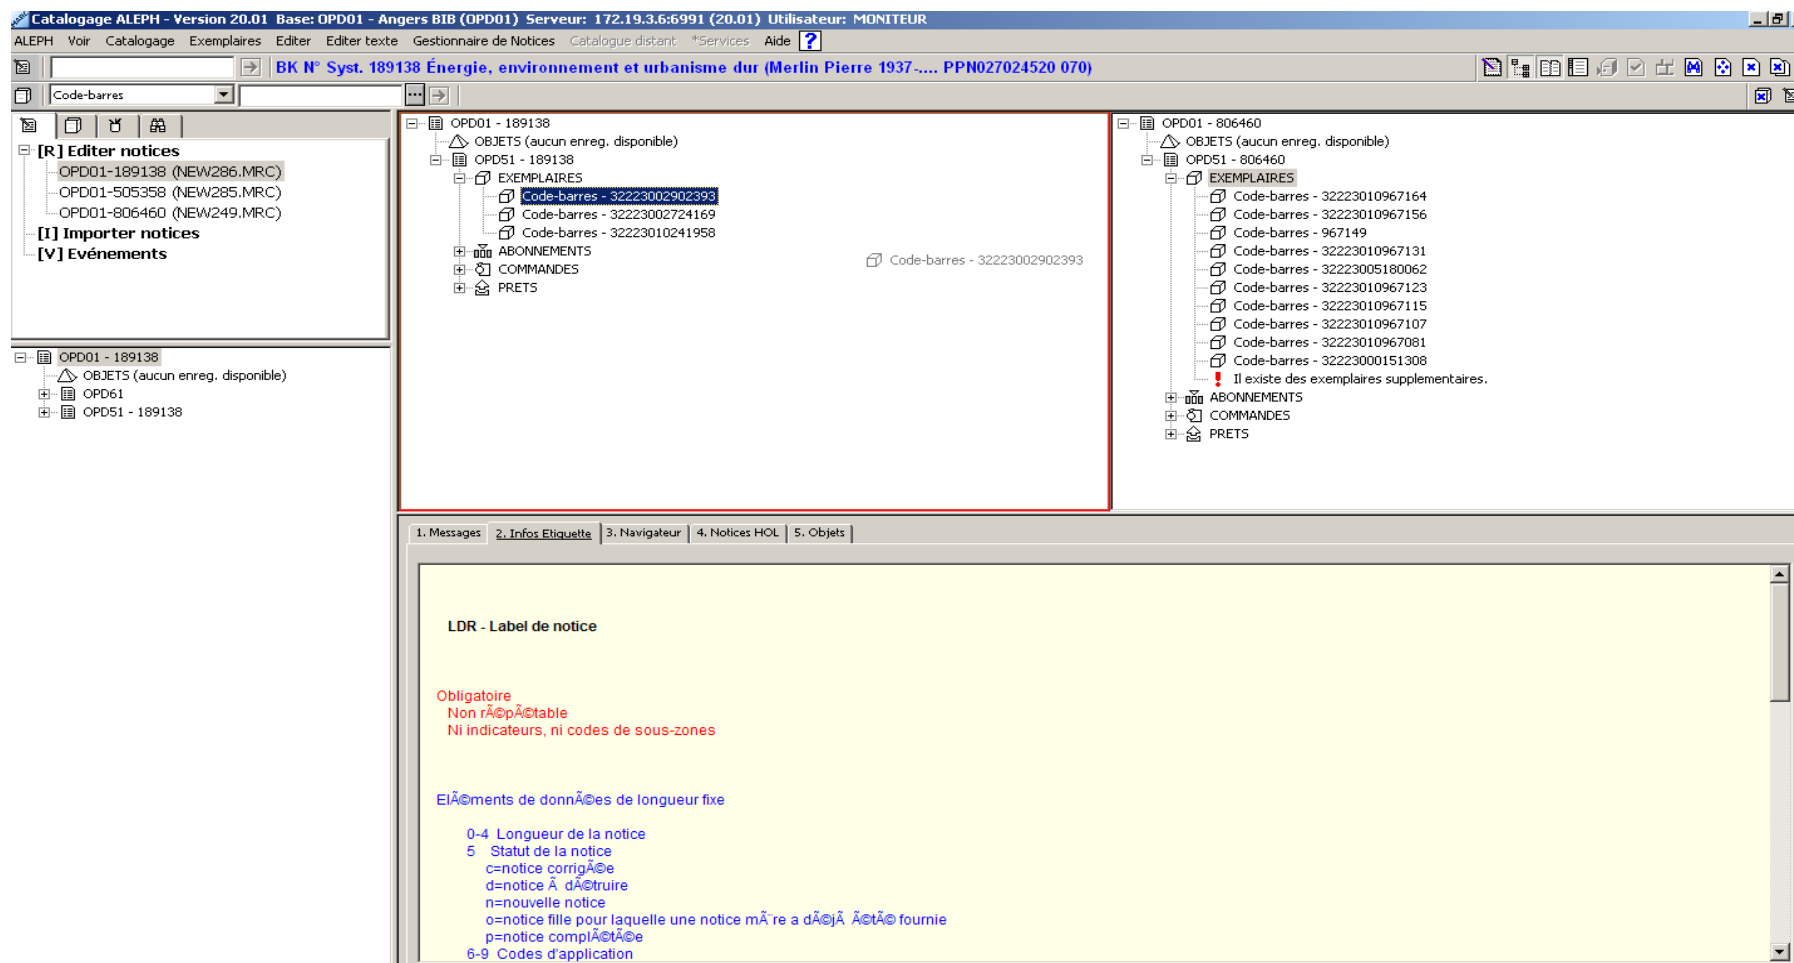 Catalogage ALEPH - Version 20.01 Base: OPD01 - Angers BIB (OPD01) Serveur: 172.19.3.6:6991 (20.01) Utilisateur: MONITEUR
ALEPH Voir Catalogage Exemplaires Editer Editer texte Gestionnaire de Notices Catalogue distant *Services Aide ?
BK N° Syst. 189138 Énergie, environnement et urbanisme dur (Merlin Pierre 1937-.... PPN027024520 070)
Code-barres
[R] Editer notices
OPD01-189138 (NEW286.MRC)
OPD01-505358 (NEW285.MRC)
OPD01-806460 (NEW249.MRC)
[I] Importer notices
[V] Evénements
OPD01 - 189138
OBJETS (aucun enreg. disponible)
OPD61
OPD51 - 189138
OPD01 - 189138
OBJETS (aucun enreg. disponible)
OPD51 - 189138
EXEMPLAIRES
Code-barres - 32223002902393
Code-barres - 32223002724169
Code-barres - 32223010241958
ABONNEMENTS
COMMANDES
PRETS
Code-barres - 32223002902393
OPD01 - 806460
OBJETS (aucun enreg. disponible)
OPD51 - 806460
EXEMPLAIRES
Code-barres - 32223010967164
Code-barres - 32223010967156
Code-barres - 967149
Code-barres - 32223010967131
Code-barres - 32223005180062
Code-barres - 32223010967123
Code-barres - 32223010967115
Code-barres - 32223010967107
Code-barres - 32223010967081
Code-barres - 32223000151308
Il existe des exemplaires supplementaires.
ABONNEMENTS
COMMANDES
PRETS
1. Messages 2. Infos Etiquette 3. Navigateur 4. Notices HOL 5. Objets
LDR - Label de notice
Obligatoire
Non rÃ©pÃ©table
Ni indicateurs, ni codes de sous-zones
ElÃ©ments de donnÃ©es de longueur fixe
0-4 Longueur de la notice
5 Statut de la notice
c=notice corrigÃ©e
d=notice Ã dÃ©truire
n=nouvelle notice
o=notice fille pour laquelle une notice mÃ¨re a dÃ©jÃ Ã©tÃ© fournie
p=notice complÃ©tÃ©e
6-9 Codes d'application